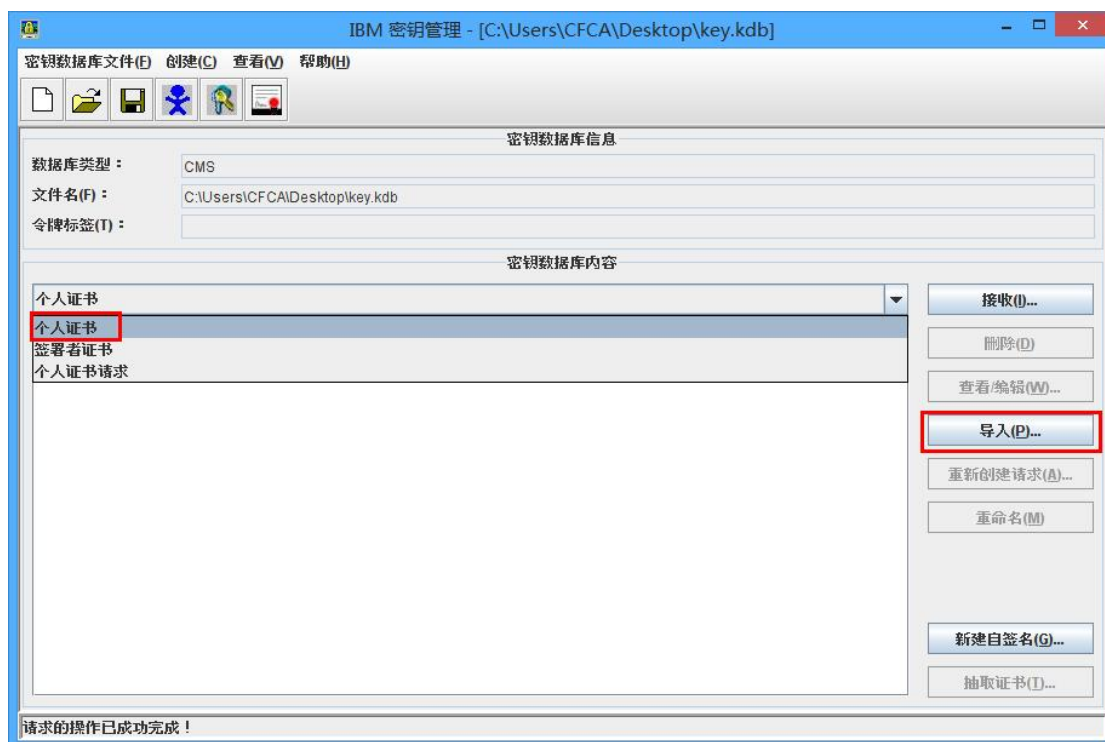 IBM 密钥管理 - [C:\Users\CFCA\Desktop\key.kdb]
密钥数据库文件(F) 创建(C) 查看(V) 帮助(H)
密钥数据库信息
数据库类型： CMS
文件名(F)： C:\Users\CFCA\Desktop\key.kdb
令牌标签(T)：
密钥数据库内容
个人证书
接收(I)...
个人证书
签署者证书
个人证书请求
删除(D)
查看/编辑(W)...
导入(P)...
重新创建请求(A)...
重命名(M)
新建自签名(G)...
抽取证书(T)...
请求的操作已成功完成！